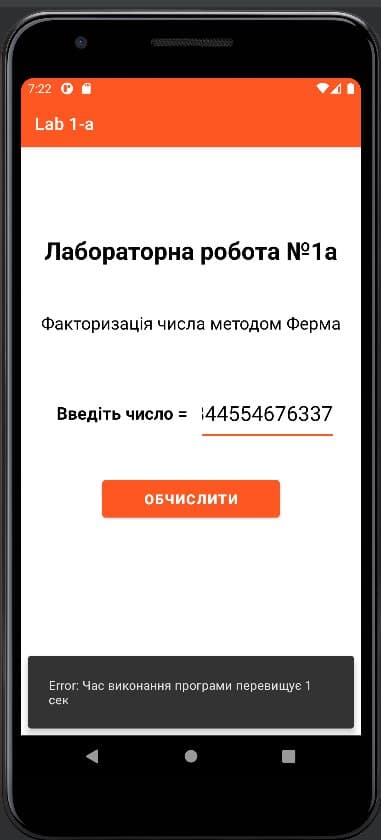 7:22
Lab 1-a
Лабораторна робота №1а
Факторизація числа методом Ферма
Введіть число = 44554676337
ОБЧИСЛИТИ
Error: Час виконання програми перевищує 1
сек